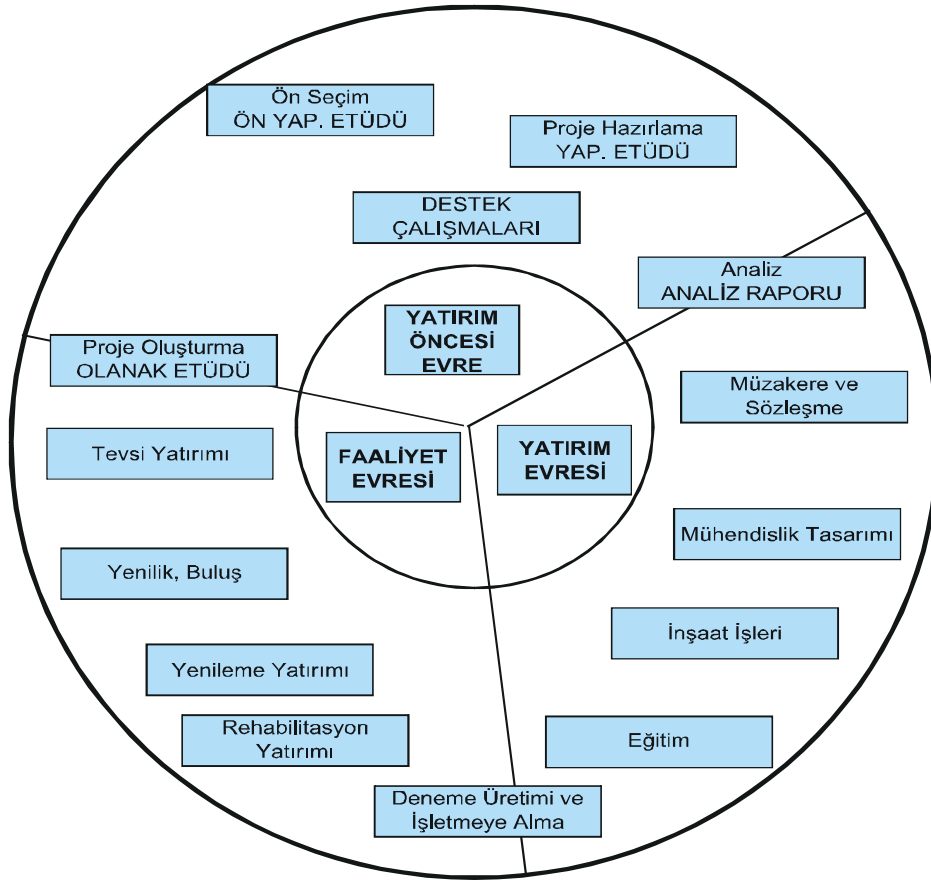 Ön Seçim
ÖN YAP. ETÜDÜ
Proje Hazırlama
YAP. ETÜDÜ
DESTEK
ÇALIŞMALARI
Analiz
ANALİZ RAPORU
YATIRIM
ÖNCESİ
EVRE
Proje Oluşturma
OLANAK ETÜDÜ
Müzakere ve
Sözleşme
Tevsi Yatırımı
FAALİYET
EVRESİ
YATIRIM
EVRESİ
Mühendislik Tasarımı
Yenilik, Buluş
İnşaat İşleri
Yenileme Yatırımı
Rehabilitasyon
Yatırımı
Eğitim
Deneme Üretimi ve
İşletmeye Alma